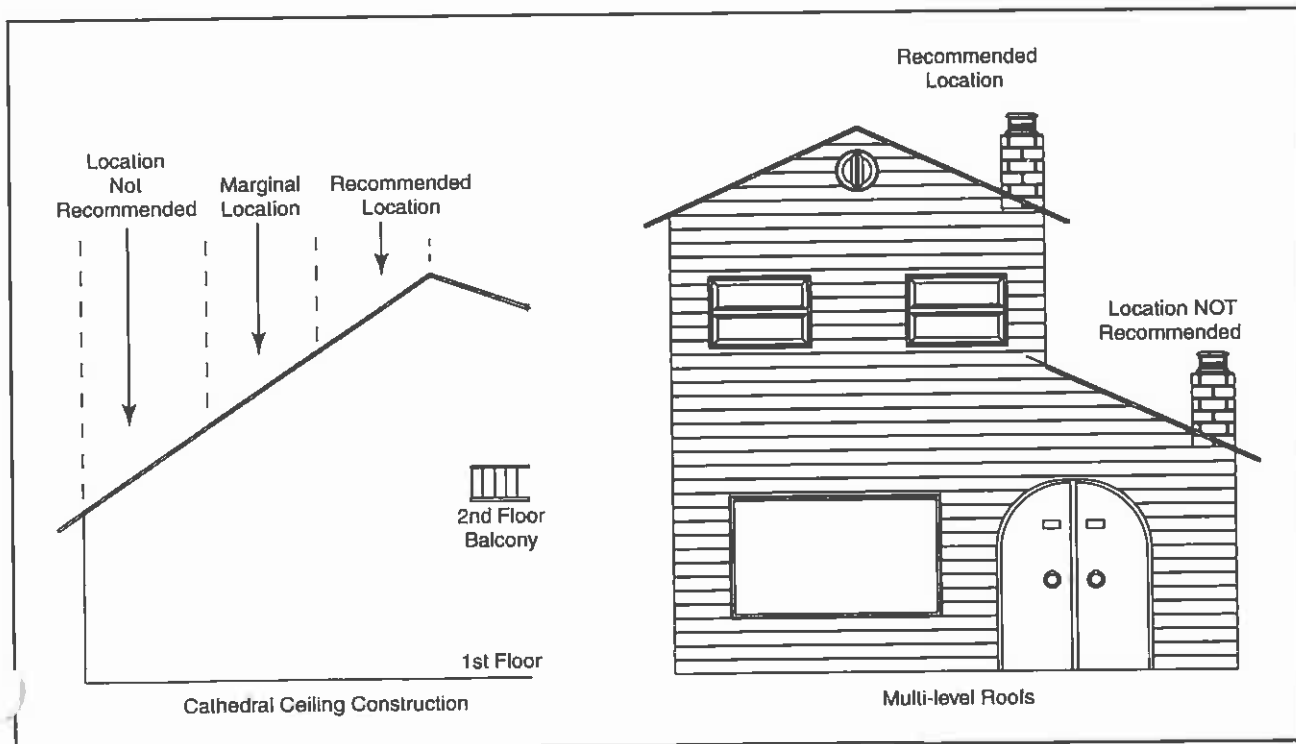 Location
Not
Recommended
Marginal
Location
Recommended
Location
2nd Floor
Balcony
1st Floor
Cathedral Ceiling Construction
Recommended
Location
Location NOT
Recommended
Multi-level Roofs